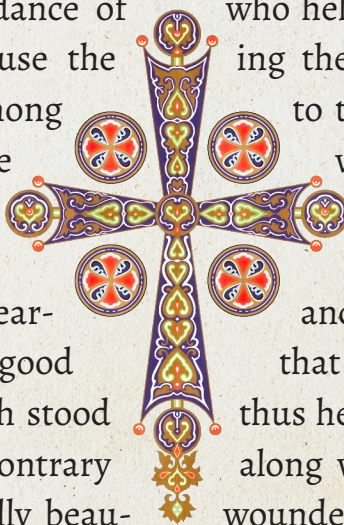 dance of who hel
use the ing the
nong to t
e
ear- and
good that
h stood thus he
ontrary along
lly beau- wounde